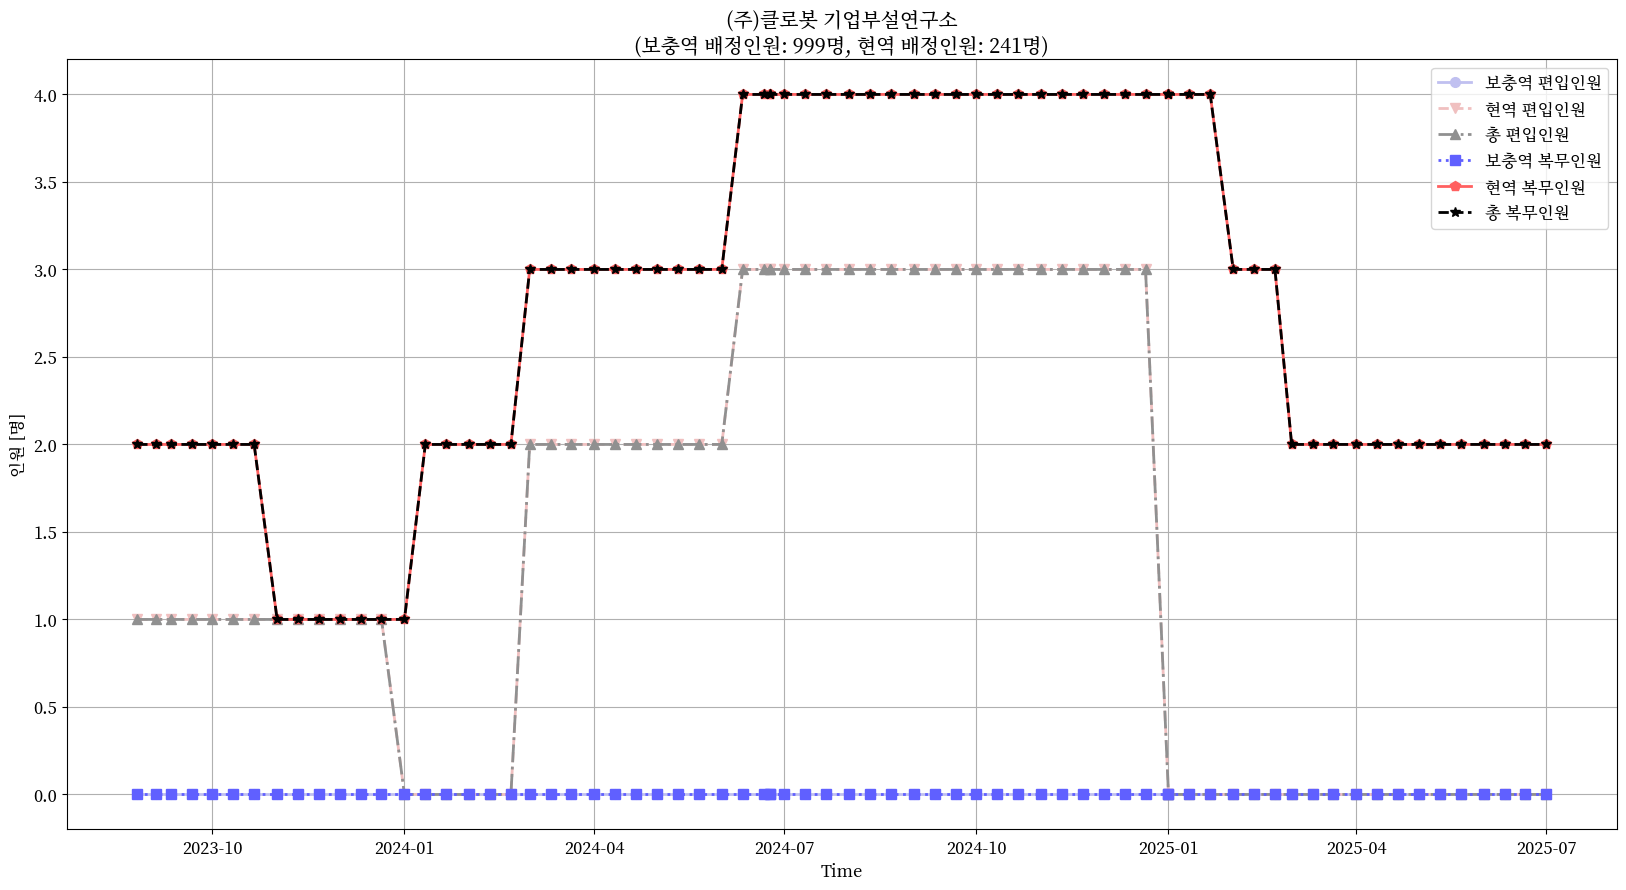 (주)클로봇 기업부설연구소
(보충역 배정인원: 999명, 현역 배정인원: 241명)
보충역 편입인원
현역 편입인원
총 편입인원
보충역 복무인원
현역 복무인원
총 복무인원
인원 [명]
4.0
3.5
3.0
2.5
2.0
1.5
1.0
0.5
0.0
2023-10
2024-01
2024-04
2024-07
2024-10
2025-01
2025-04
2025-07
Time